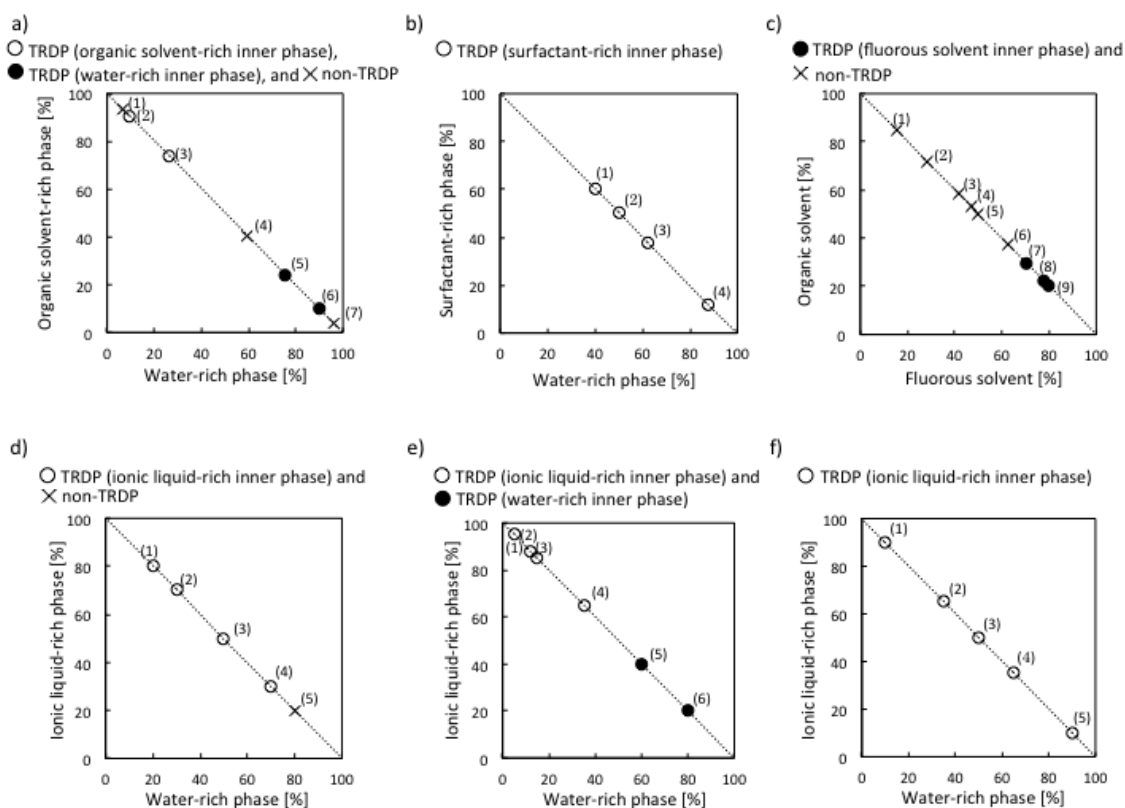 a)
○ TRDP (organic solvent-rich inner phase),
● TRDP (water-rich inner phase), and × non-TRDP
Organic solvent-rich phase [%]
100
80
60
40
20
0
(1)
(2)
(3)
(4)
(5)
(6)
(7)
0 20 40 60 80 100
Water-rich phase [%]
b)
○ TRDP (surfactant-rich inner phase)
Surfactant-rich phase [%]
100
80
60
40
20
0
(1)
(2)
(3)
(4)
0 20 40 60 80 100
Water-rich phase [%]
c)
● TRDP (fluorous solvent inner phase) and
× non-TRDP
Organic solvent [%]
100
80
60
40
20
0
(1)
(2)
(3)
(4)
(5)
(6)
(7)
(8)
(9)
0 20 40 60 80 100
Fluorous solvent [%]
d)
○ TRDP (ionic liquid-rich inner phase) and
× non-TRDP
Ionic liquid-rich phase [%]
100
80
60
40
20
0
(1)
(2)
(3)
(4)
(5)
0 20 40 60 80 100
Water-rich phase [%]
e)
○ TRDP (ionic liquid-rich inner phase) and
● TRDP (water-rich inner phase)
Ionic liquid-rich phase [%]
100
80
60
40
20
0
(2)
(1) (3)
(4)
(5)
(6)
0 20 40 60 80 100
Water-rich phase [%]
f)
○ TRDP (ionic liquid-rich inner phase)
Ionic liquid-rich phase [%]
100
80
60
40
20
0
(1)
(2)
(3)
(4)
(5)
0 20 40 60 80 100
Water-rich phase [%]